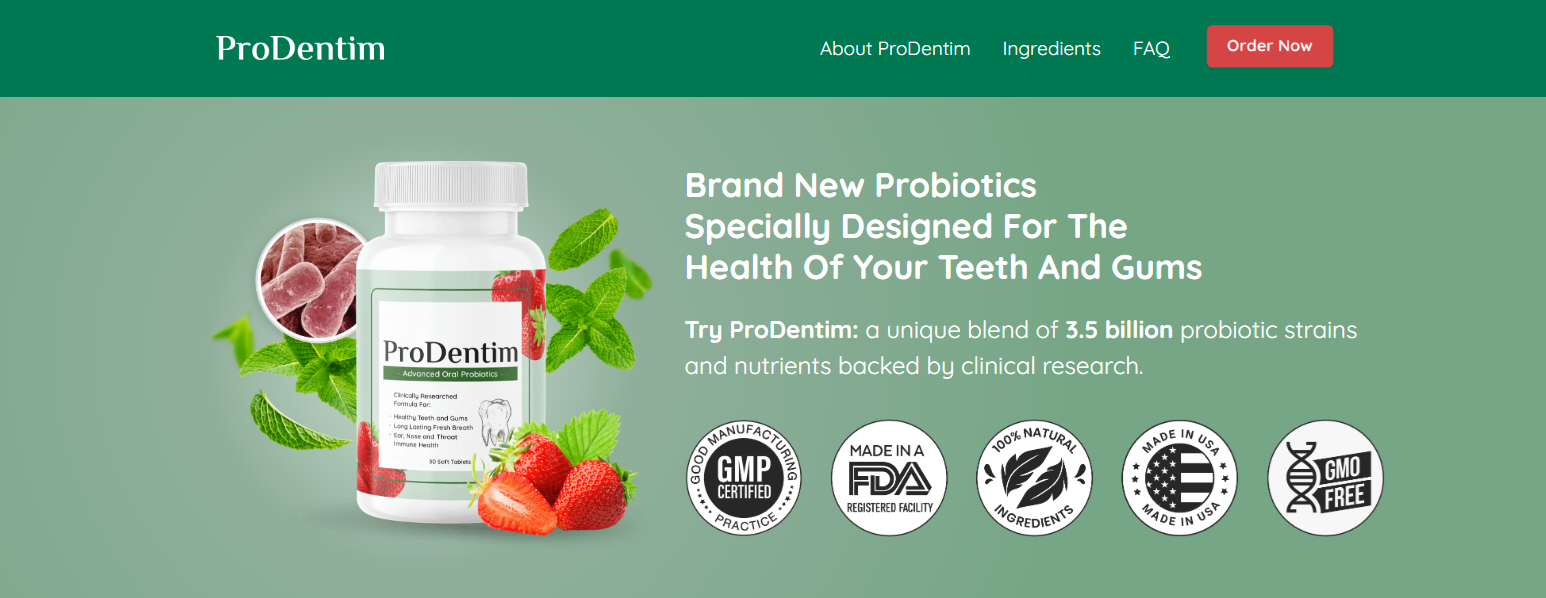 ProDentim
About ProDentim
Ingredients
FAQ
Order Now
ProDentim
· Advanced Oral Probiotics ·
Clinically Researched
Formula For:
· Healthy Teeth and Gums
· Long Lasting Fresh Breath
· Ear, Nose and Throat
Immune Health
30 Soft Tablets
Brand New Probiotics
Specially Designed For The
Health Of Your Teeth And Gums
Try ProDentim: a unique blend of 3.5 billion probiotic strains
and nutrients backed by clinical research.
GOOD MANUFACTURING
GMP
CERTIFIED
PRACTICE
MADE IN A
FDA
REGISTERED FACILITY
100% NATURAL
INGREDIENTS
MADE IN USA
MADE IN USA
GMO
FREE